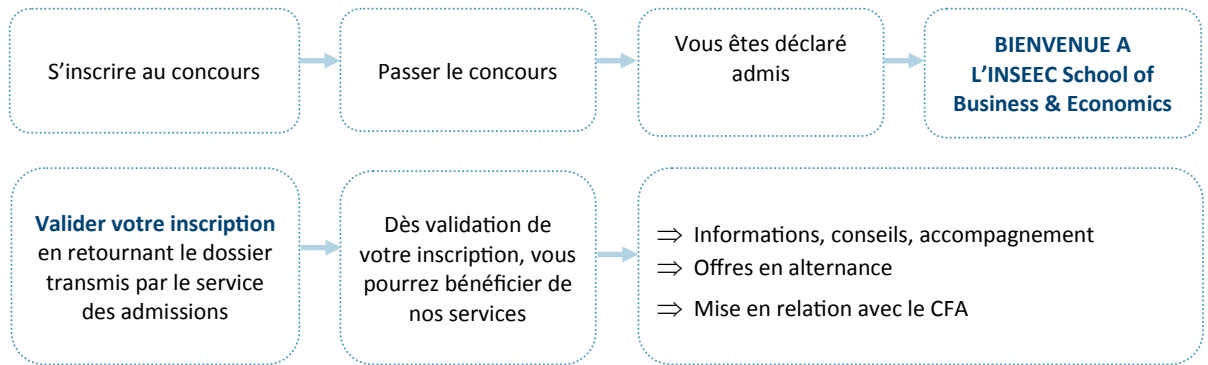 S’inscrire au concours
Passer le concours
Vous êtes déclaré
admis
BIENVENUE A
L’INSEEC School of
Business & Economics
Valider votre inscription
en retournant le dossier
transmis par le service
des admissions
Dès validation de
votre inscription, vous
pourrez bénéficier de
nos services
⇒ Informations, conseils, accompagnement
⇒ Offres en alternance
⇒ Mise en relation avec le CFA